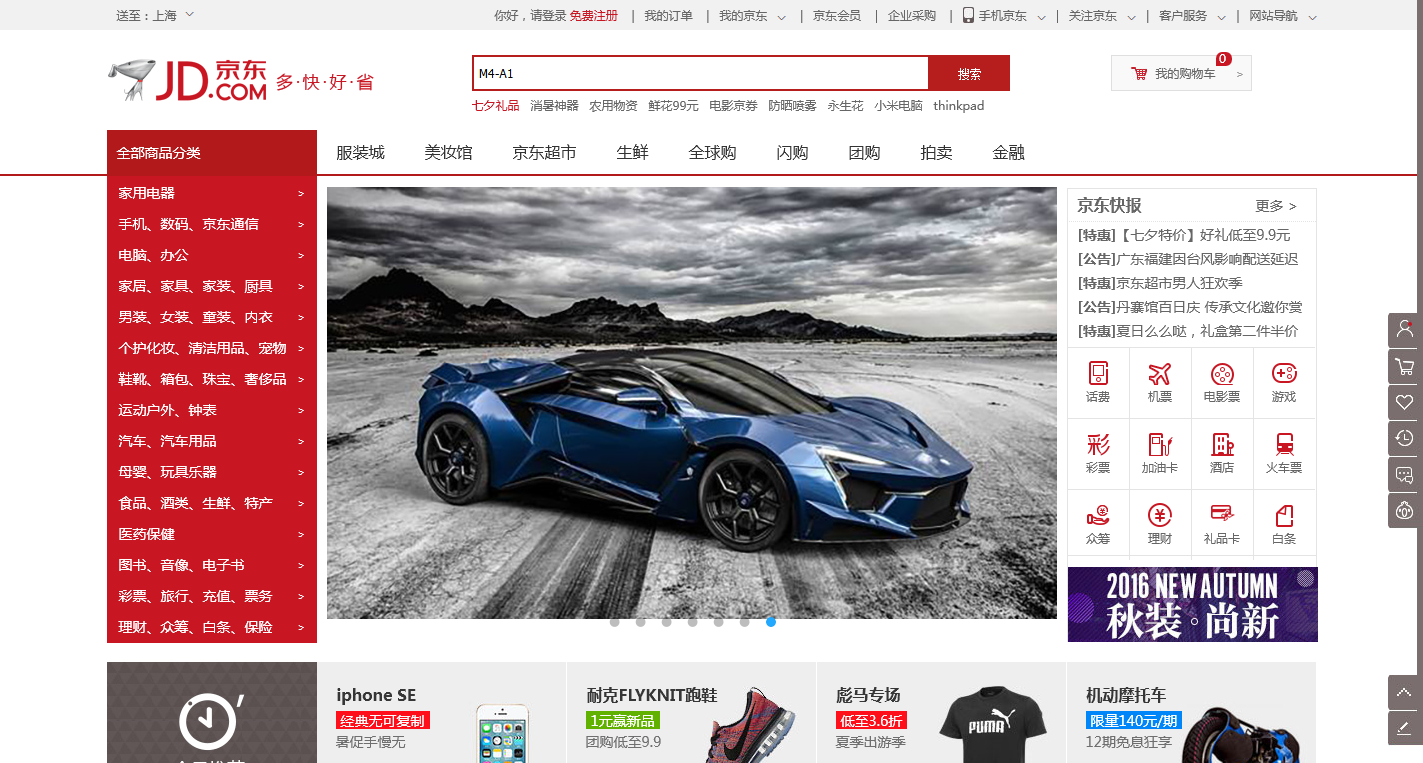 送至：上海
你好，请登录 免费注册 | 我的订单 | 我的京东 | 京东会员 | 企业采购 | 手机京东 | 关注京东 | 客户服务 | 网站导航
JD.COM 京东 多·快·好·省
M4-A1 搜索
0 我的购物车 >
七夕礼品 消暑神器 农用物资 鲜花99元 电影京券 防晒喷雾 永生花 小米电脑 thinkpad
全部商品分类 服装城 美妆馆 京东超市 生鲜 全球购 闪购 团购 拍卖 金融
家用电器 >
手机、数码、京东通信 >
电脑、办公 >
家居、家具、家装、厨具 >
男装、女装、童装、内衣 >
个护化妆、清洁用品、宠物 >
鞋靴、箱包、珠宝、奢侈品 >
运动户外、钟表 >
汽车、汽车用品 >
母婴、玩具乐器 >
食品、酒类、生鲜、特产 >
医药保健 >
图书、音像、电子书 >
彩票、旅行、充值、票务 >
理财、众筹、白条、保险 >
京东快报 更多 >
[特惠]【七夕特价】好礼低至9.9元
[公告]广东福建因台风影响配送延迟
[特惠]京东超市男人狂欢季
[公告]丹寨馆百日庆 传承文化邀你赏
[特惠]夏日么么哒，礼盒第二件半价
话费 机票 电影票 游戏
彩
彩票 加油卡 酒店 火车票
众筹 理财 礼品卡 白条
2016 NEW AUTUMN
秋装。尚新
iphone SE
经典无可复制
暑促手慢无
耐克FLYKNIT跑鞋
1元赢新品
团购低至9.9
彪马专场
低至3.6折
夏季出游季
PUMA
机动摩托车
限量140元/期
12期免息狂享